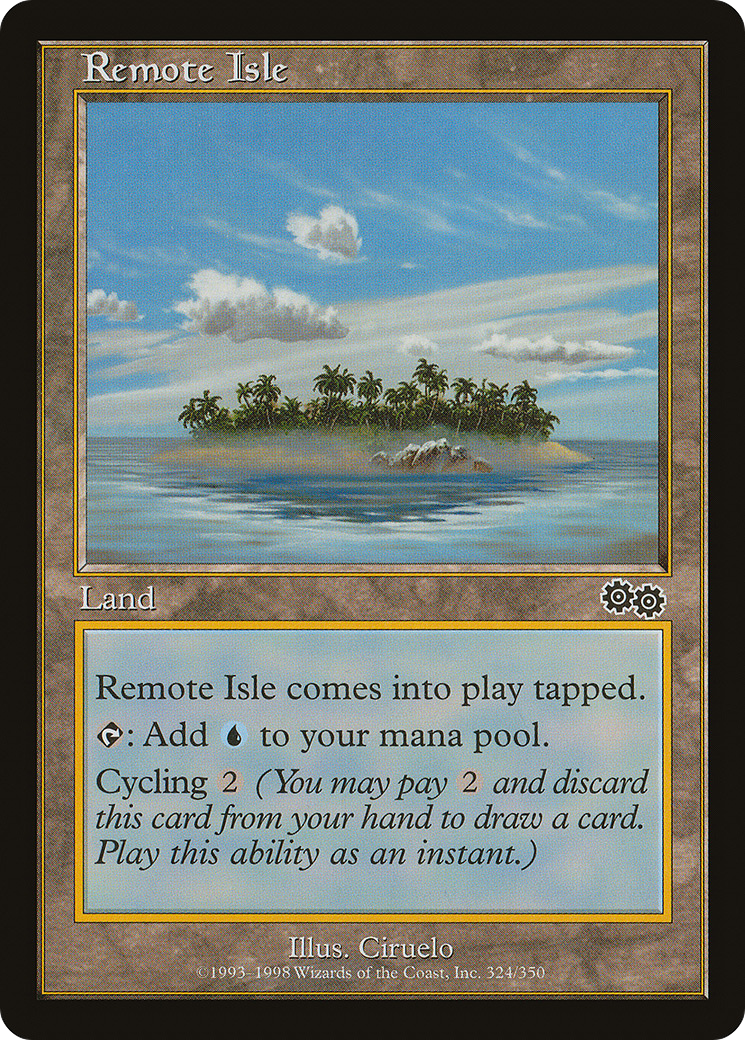 Remote Isle
Land
Remote Isle comes into play tapped.
: Add to your mana pool.
Cycling 2 (You may pay 2 and discard
this card from your hand to draw a card.
Play this ability as an instant.)
Illus. Ciruelo
©1993–1998 Wizards of the Coast, Inc. 324/350